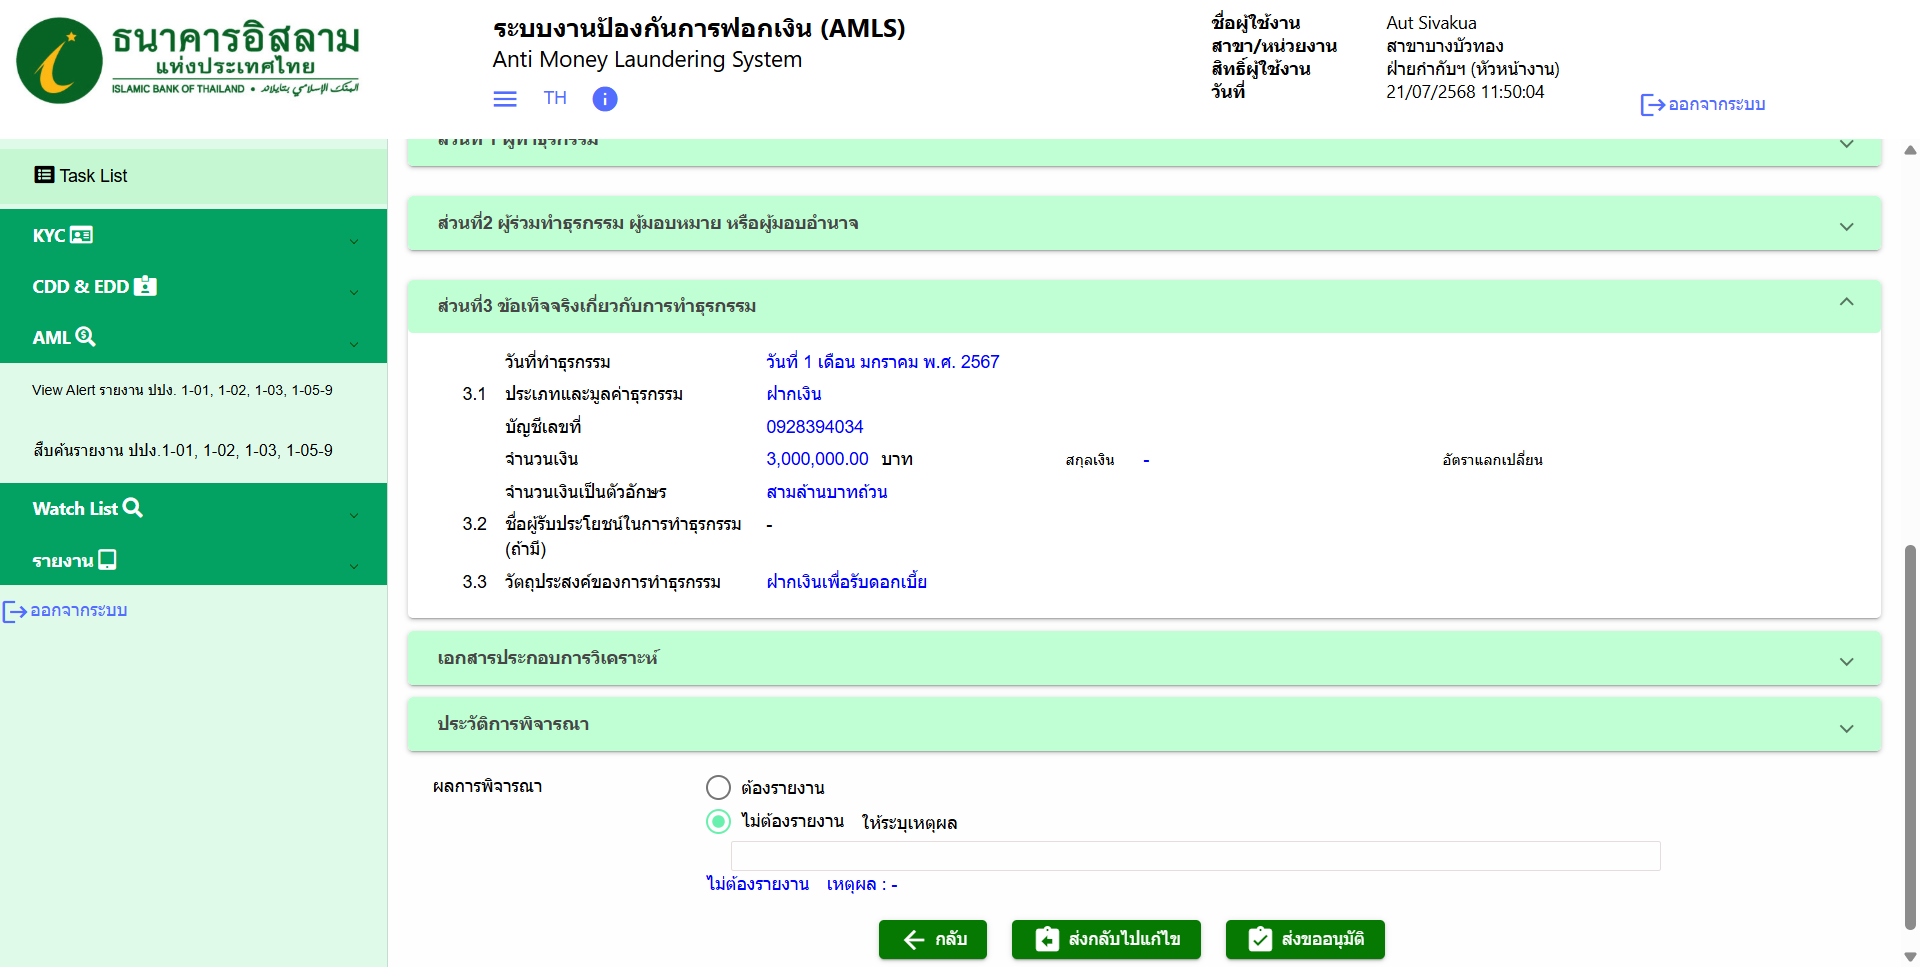 ธนาคารอิสลาม
แห่งประเทศไทย
ISLAMIC BANK OF THAILAND •
ระบบงานป้องกันการฟอกเงิน (AMLS)
Anti Money Laundering System
TH
ชื่อผู้ใช้งาน Aut Sivakua
สาขา/หน่วยงาน สาขาบางบัวทอง
สิทธิ์ผู้ใช้งาน ฝ่ายกำกับฯ (หัวหน้างาน)
วันที่ 21/07/2568 11:50:04
ออกจากระบบ
Task List
KYC
CDD & EDD
AML
View Alert รายงาน ปปง. 1-01, 1-02, 1-03, 1-05-9
สืบค้นรายงาน ปปง.1-01, 1-02, 1-03, 1-05-9
Watch List
รายงาน
ออกจากระบบ
ส่วนที่ 1 ผู้ทำธุรกรรม
ส่วนที่2 ผู้ร่วมทำธุรกรรม ผู้มอบหมาย หรือผู้มอบอำนาจ
ส่วนที่3 ข้อเท็จจริงเกี่ยวกับการทำธุรกรรม
วันที่ทำธุรกรรม วันที่ 1 เดือน มกราคม พ.ศ. 2567
3.1 ประเภทและมูลค่าธุรกรรม ฝากเงิน
บัญชีเลขที่ 0928394034
จำนวนเงิน 3,000,000.00 บาท สกุลเงิน - อัตราแลกเปลี่ยน
จำนวนเงินเป็นตัวอักษร สามล้านบาทถ้วน
3.2 ชื่อผู้รับประโยชน์ในการทำธุรกรรม -
(ถ้ามี)
3.3 วัตถุประสงค์ของการทำธุรกรรม ฝากเงินเพื่อรับดอกเบี้ย
เอกสารประกอบการวิเคราะห์
ประวัติการพิจารณา
ผลการพิจารณา ต้องรายงาน
ไม่ต้องรายงาน ให้ระบุเหตุผล
ไม่ต้องรายงาน เหตุผล : -
กลับ ส่งกลับไปแก้ไข ส่งขออนุมัติ